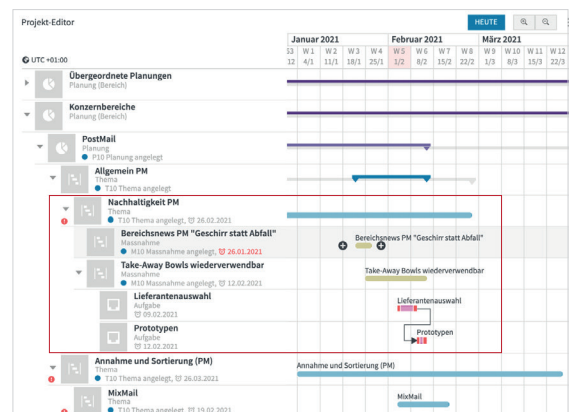 Projekt-Editor
HEUTE
Januar 2021 Februar 2021 März 2021
UTC +01:00
53 W 1 W 2 W 3 W 4 W 5 W 6 W 7 W 8 W 9 W 10 W 11 W 12
12 4/1 11/1 18/1 25/1 1/2 8/2 15/2 22/2 1/3 8/3 15/3 22/3
Übergeordnete Planungen
Planung (Bereich)
Konzernbereiche
Planung (Bereich)
PostMail
Planung
P10 Planung angelegt
Allgemein PM
Thema
T10 Thema angelegt
Nachhaltigkeit PM
Thema
T10 Thema angelegt, 26.02.2021
Bereichsnews PM "Geschirr statt Abfall"
Massnahme
M10 Massnahme angelegt, 26.01.2021
Bereichsnews PM "Geschirr statt Abfall"
Take-Away Bowls wiederverwendbar
Massnahme
M10 Massnahme angelegt, 12.02.2021
Take-Away Bowls wiederverwendbar
Lieferantenauswahl
Aufgabe
09.02.2021
Lieferantenauswahl
Prototypen
Aufgabe
12.02.2021
Prototypen
Annahme und Sortierung (PM)
Thema
T10 Thema angelegt, 26.03.2021
Annahme und Sortierung (PM)
MixMail
Thema
T10 Thema angelegt, 19.02.2021
MixMail